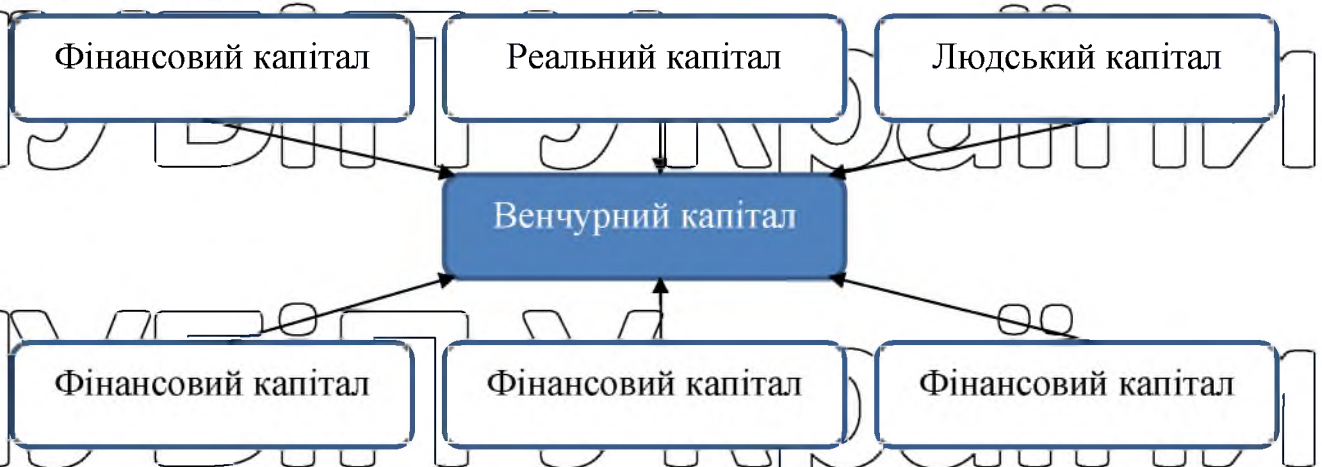 Фінансовий капітал
Реальний капітал
Людський капітал
Венчурний капітал
Фінансовий капітал
Фінансовий капітал
Фінансовий капітал